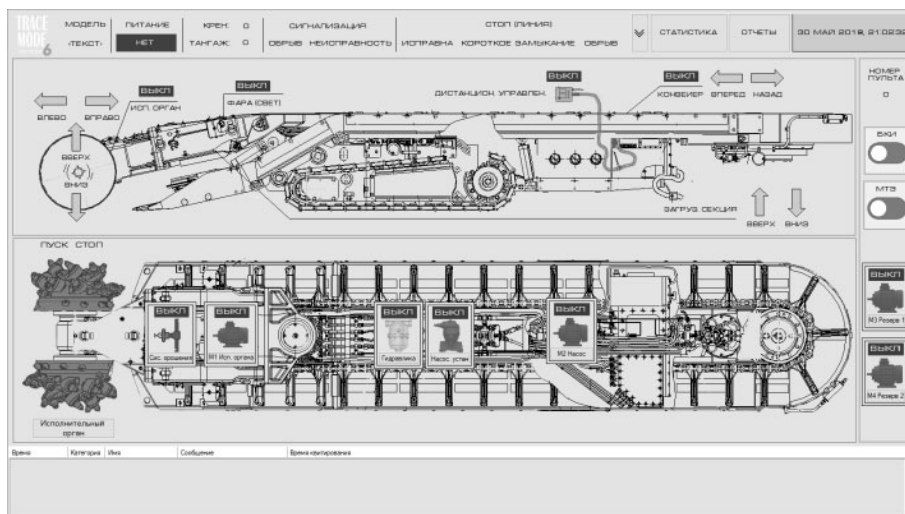 TRACE MODE 6
МОДЕЛЬ ПИТАНИЕ КРЕН: 0 СИГНАЛИЗАЦИЯ СТОП (ЛИНИЯ)
<ТЕКСТ> НЕТ ТАНГАЖ: 0 ОБРЫВ НЕИСПРАВНОСТЬ ИСПРАВНА КОРОТКОЕ ЗАМЫКАНИЕ ОБРЫВ
СТАТИСТИКА ОТЧЕТЫ 30 МАЙ 2019, 21:02:32
ВЫКЛ ВЫКЛ ВЫКЛ ВЫКЛ
ИСП. ОРГАН ФАРА (СВЕТ) ДИСТАНЦИОН. УПРАВЛЕН. КОНВЕЙЕР ВПЕРЕД НАЗАД
ВЛЕВО ВПРАВО
ВВЕРХ
ВНИЗ
ЗАГРУЗ. СЕКЦИЯ
ВВЕРХ ВНИЗ
НОМЕР
ПУЛЬТА
0
БКИ
МТЗ
ПУСК СТОП
ВЫКЛ ВЫКЛ ВЫКЛ ВЫКЛ ВЫКЛ
Сис. орошения М1 Исп. органа Гидравлика Насос. устан М2 Насос
ВЫКЛ
М3 Резерв 1
ВЫКЛ
М4 Резерв 2
Исполнительный
орган
Время Категория Имя Сообщение Время квитирования